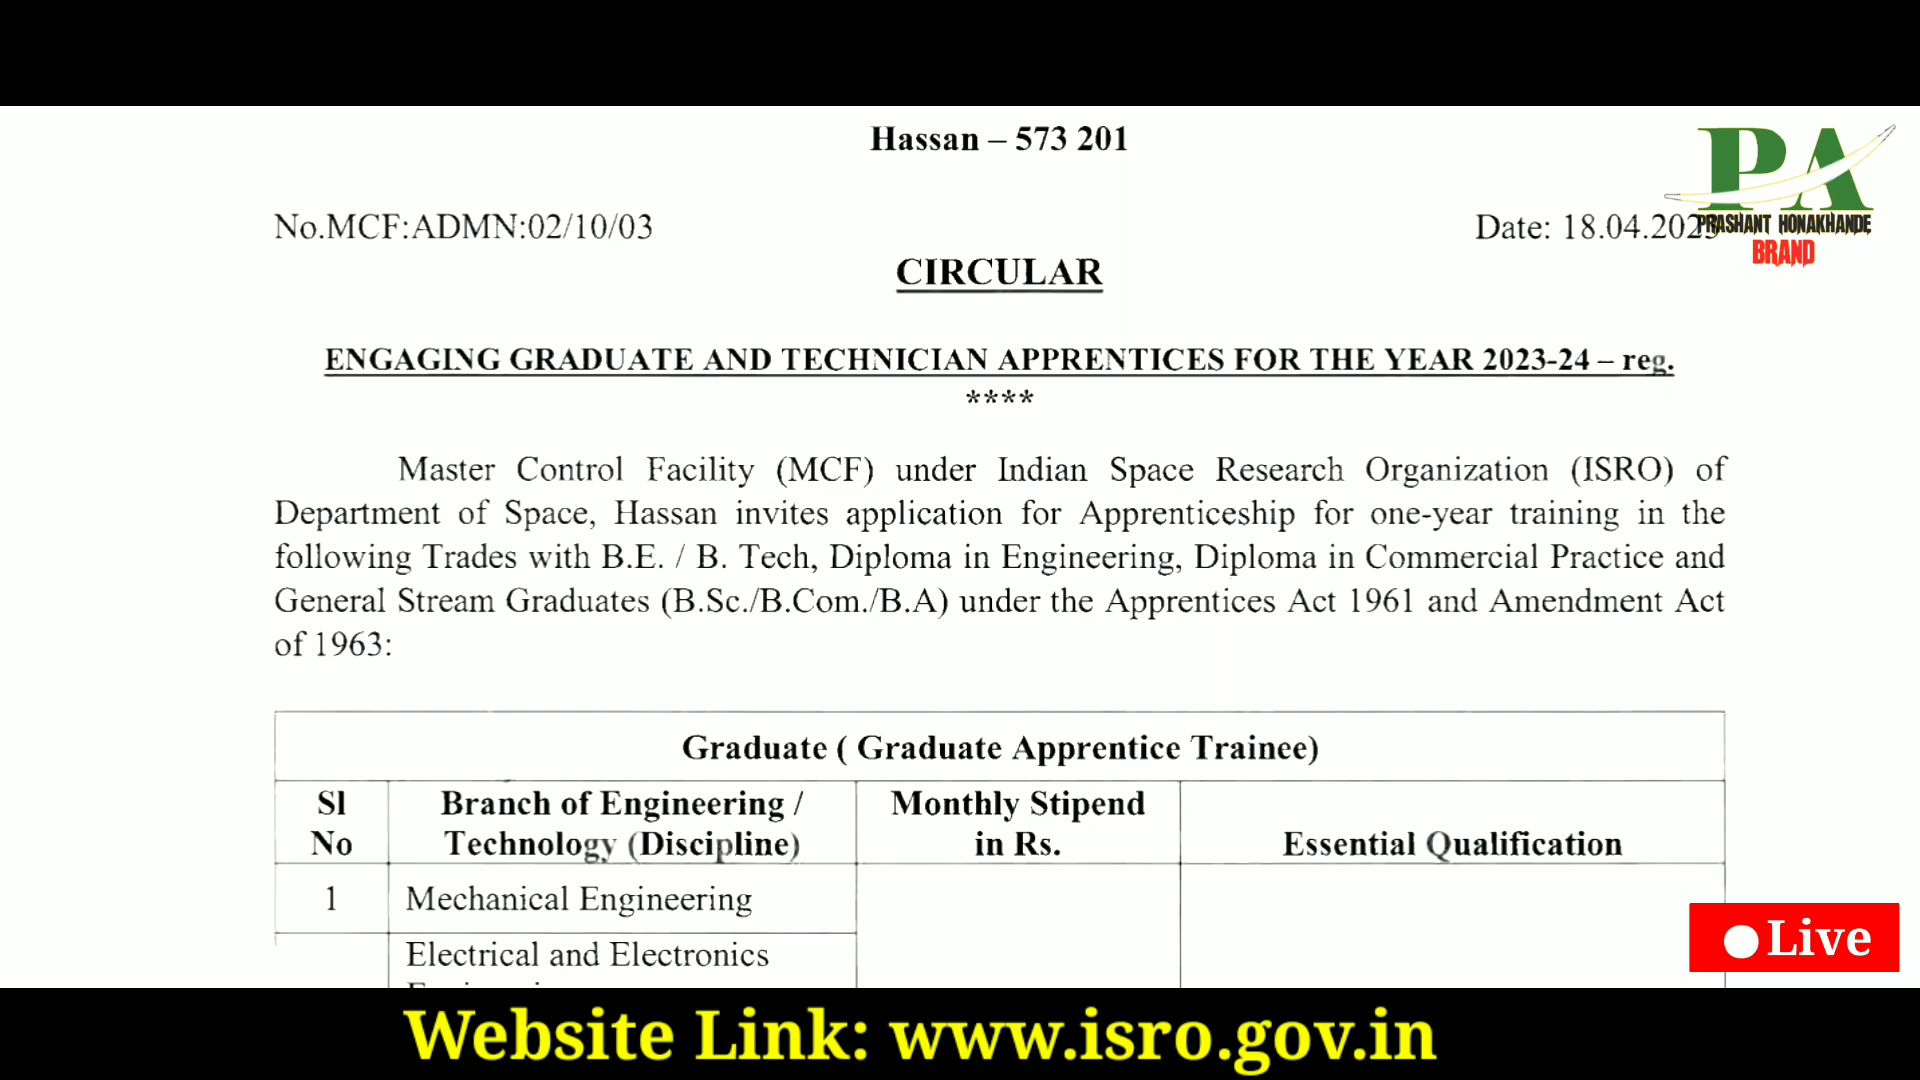 Hassan – 573 201
No.MCF:ADMN:02/10/03
Date: 18.04.202
PA
PRASHANT HONAKHANDE
BRAND
CIRCULAR
ENGAGING GRADUATE AND TECHNICIAN APPRENTICES FOR THE YEAR 2023-24 – reg.
****
Master Control Facility (MCF) under Indian Space Research Organization (ISRO) of
Department of Space, Hassan invites application for Apprenticeship for one-year training in the
following Trades with B.E. / B. Tech, Diploma in Engineering, Diploma in Commercial Practice and
General Stream Graduates (B.Sc./B.Com./B.A) under the Apprentices Act 1961 and Amendment Act
of 1963:
Graduate ( Graduate Apprentice Trainee)
Sl
No
Branch of Engineering /
Technology (Discipline)
Monthly Stipend
in Rs.
Essential Qualification
1
Mechanical Engineering
Electrical and Electronics
Live
Website Link: www.isro.gov.in